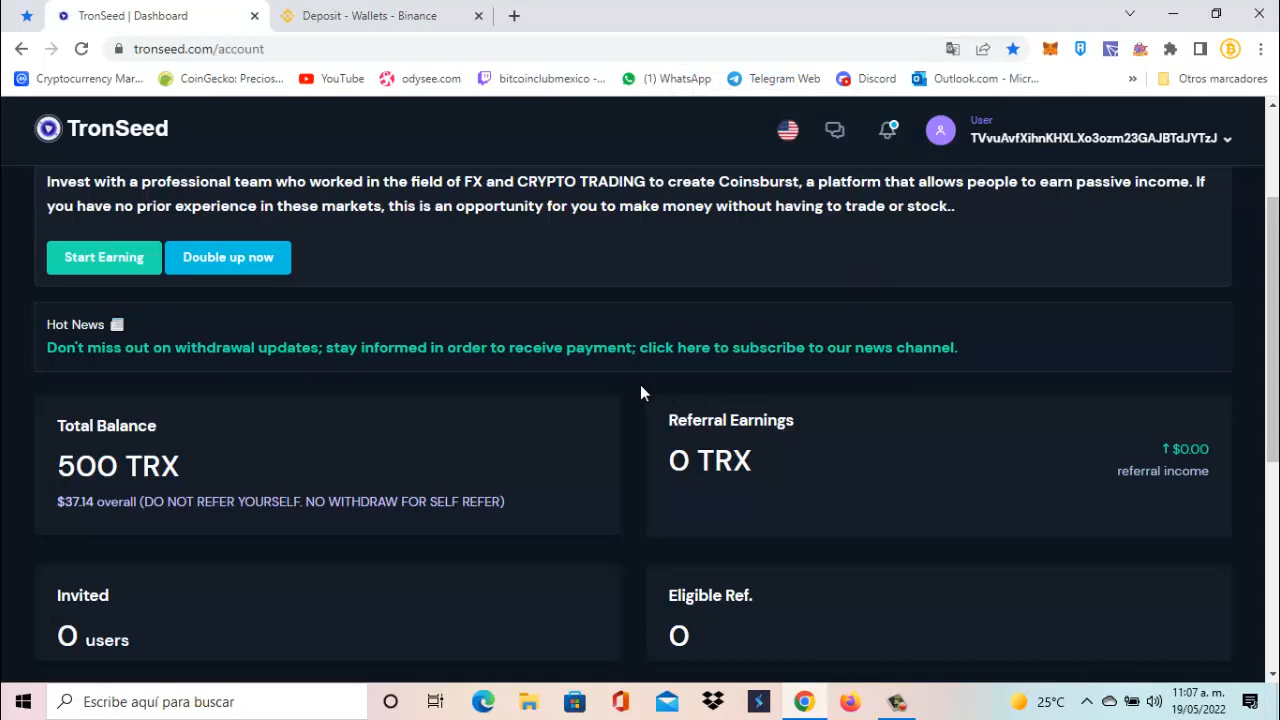 TronSeed | Dashboard
Deposit - Wallets - Binance
tronseed.com/account
Cryptocurrency Mar...
CoinGecko: Precios...
YouTube
odysee.com
bitcoinclubmexico -...
(1) WhatsApp
Telegram Web
Discord
Outlook.com - Micr...
»
Otros marcadores
TronSeed
User
TVvuAvfXihnKHXLXo3ozm23GAJBTdJYTzJ
Invest with a professional team who worked in the field of FX and CRYPTO TRADING to create Coinsburst, a platform that allows people to earn passive income. If
you have no prior experience in these markets, this is an opportunity for you to make money without having to trade or stock..
Start Earning
Double up now
Hot News
Don't miss out on withdrawal updates; stay informed in order to receive payment; click here to subscribe to our news channel.
Total Balance
500 TRX
$37.14 overall (DO NOT REFER YOURSELF. NO WITHDRAW FOR SELF REFER)
Referral Earnings
0 TRX
↑ $0.00
referral income
Invited
0 users
Eligible Ref.
0
Escribe aquí para buscar
25°C
11:07 a. m.
19/05/2022